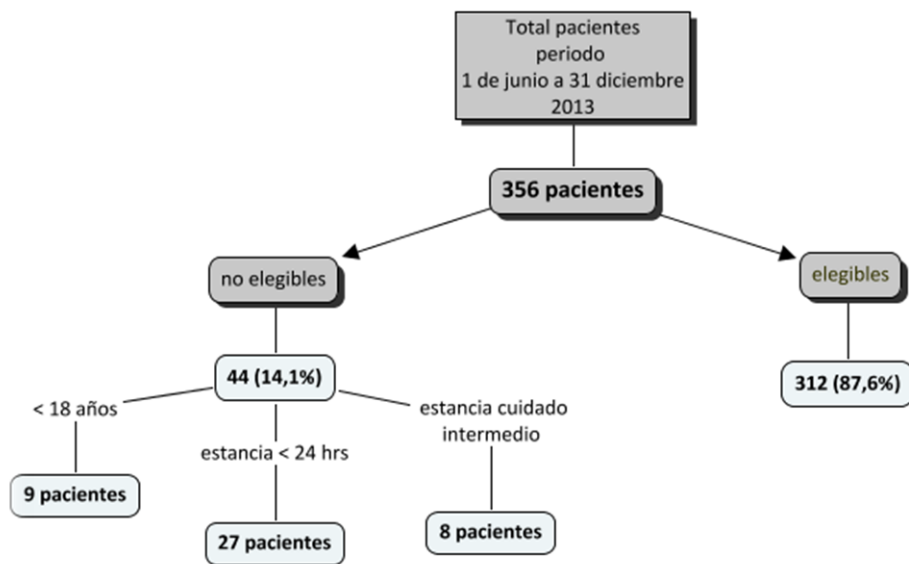 Total pacientes
periodo
1 de junio a 31 diciembre
2013
356 pacientes
no elegibles
elegibles
44 (14,1%)
312 (87,6%)
< 18 años
estancia < 24 hrs
estancia cuidado
intermedio
9 pacientes
27 pacientes
8 pacientes